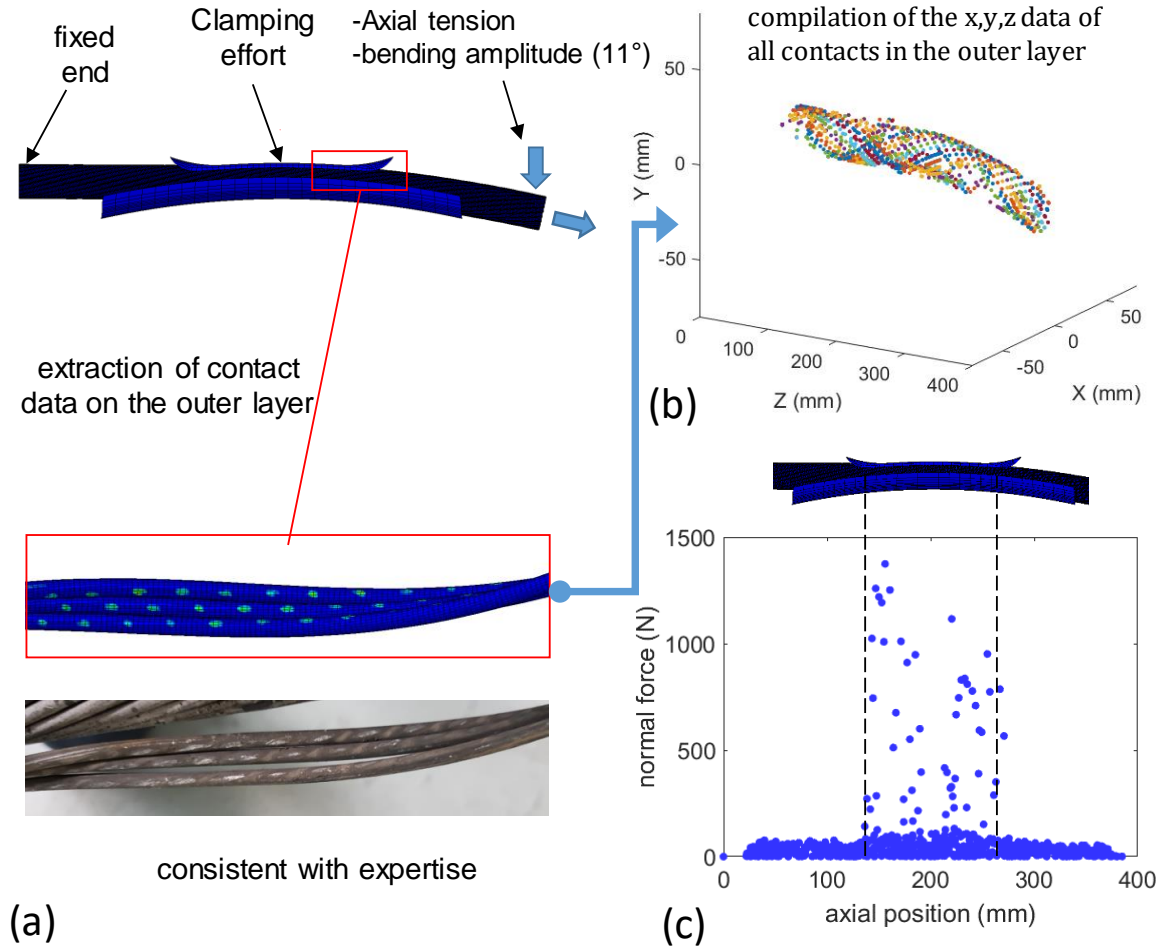 fixed
end
Clamping
effort
-Axial tension
-bending amplitude (11°)
extraction of contact
data on the outer layer
consistent with expertise
(a)
compilation of the x,y,z data of
all contacts in the outer layer
50
0
-50
Y (mm)
0
100
200
300
400
Z (mm)
-50
0
50
X (mm)
(b)
1500
1000
500
0
normal force (N)
0
100
200
300
400
axial position (mm)
(c)